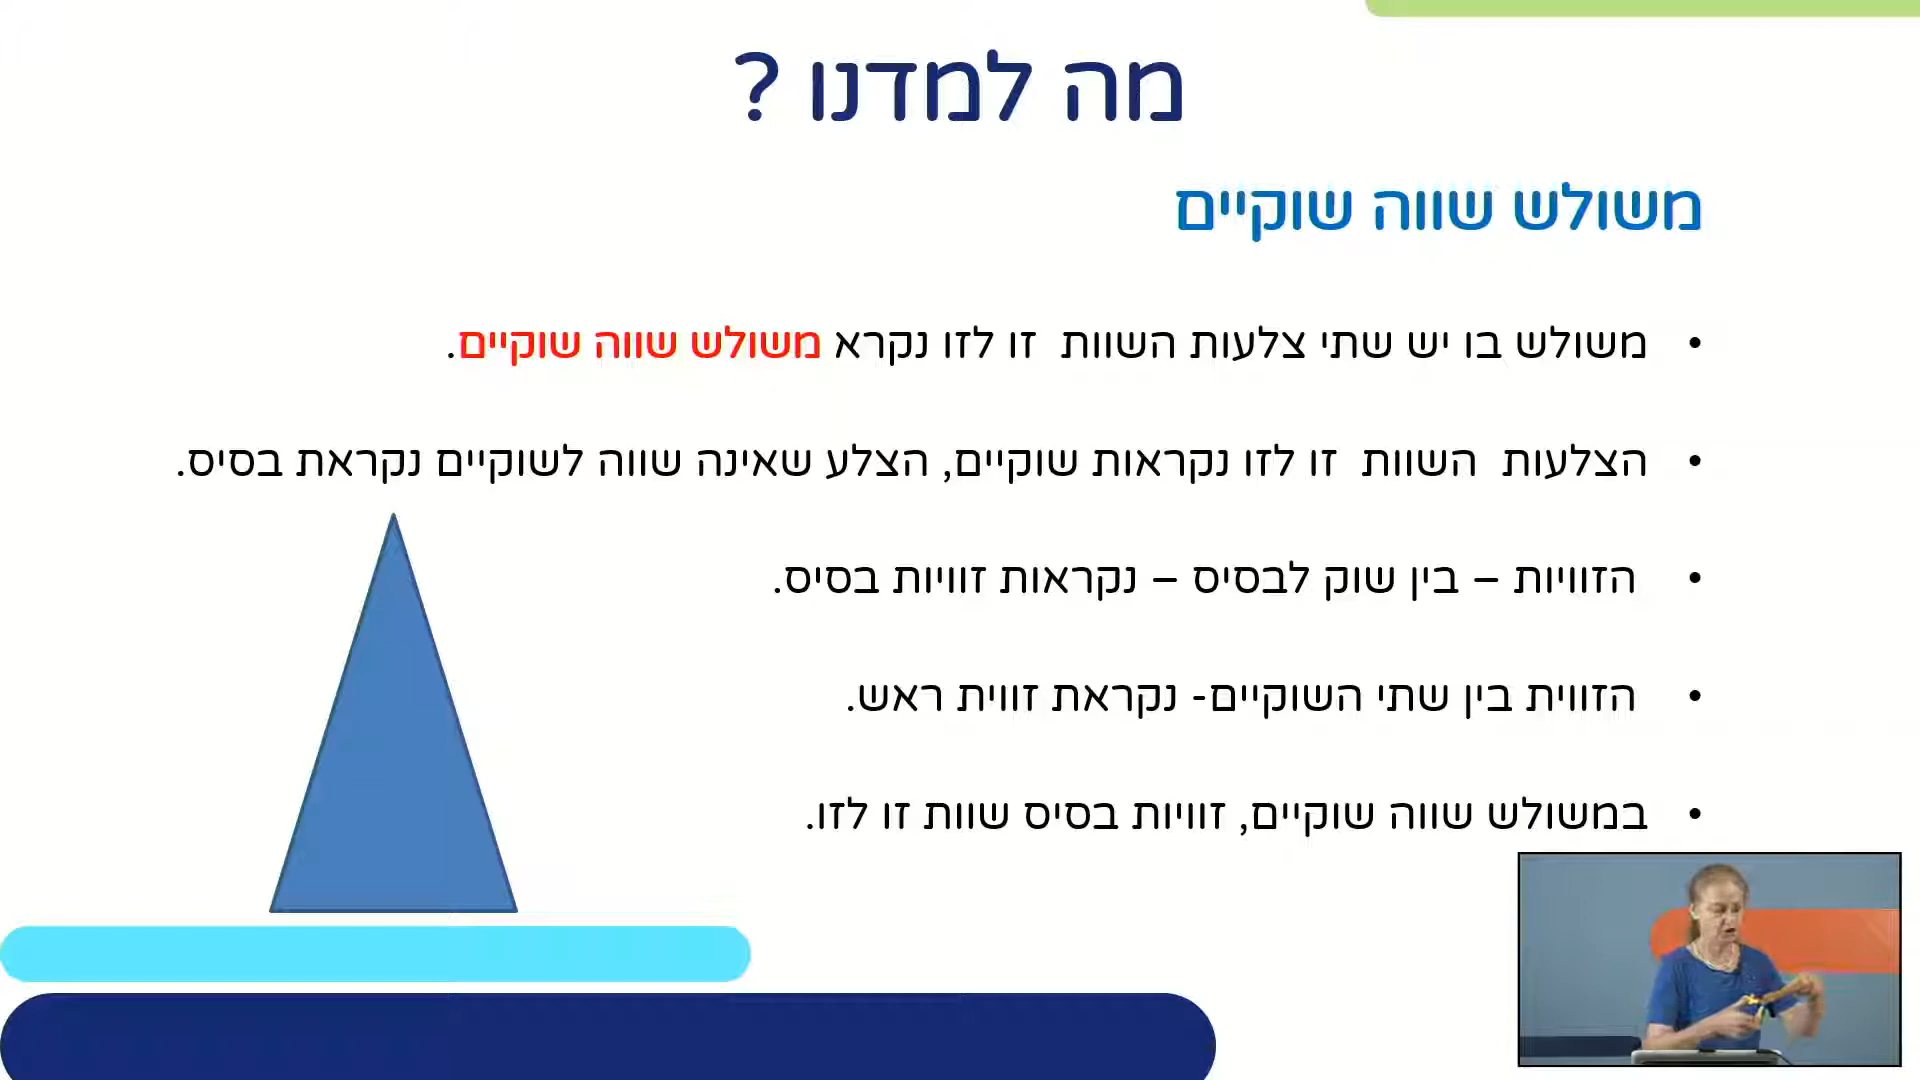 מה למדנו ?
משולש שווה שוקיים
• משולש בו יש שתי צלעות השוות זו לזו נקרא משולש שווה שוקיים.
• הצלעות השוות זו לזו נקראות שוקיים, הצלע שאינה שווה לשוקיים נקראת בסיס.
• הזוויות – בין שוק לבסיס – נקראות זוויות בסיס.
• הזווית בין שתי השוקיים- נקראת זווית ראש.
• במשולש שווה שוקיים, זוויות בסיס שוות זו לזו.